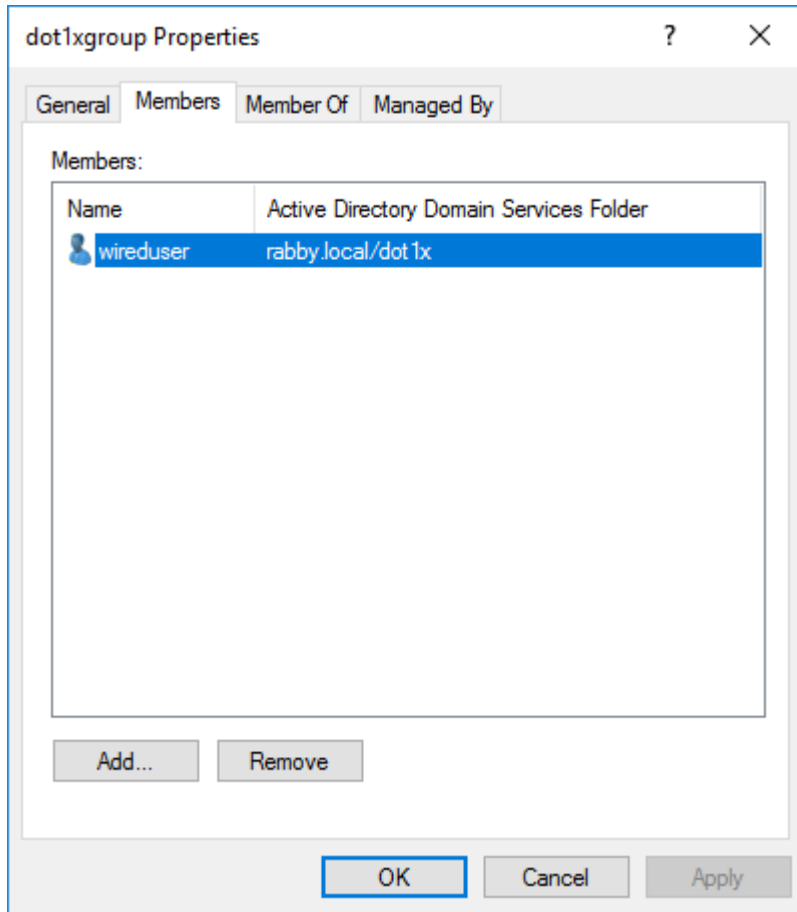 dot1xgroup Properties ?
General Members Member Of Managed By
Members:
Name Active Directory Domain Services Folder
wireduser rabby.local/dot1x
Add... Remove
OK Cancel Apply